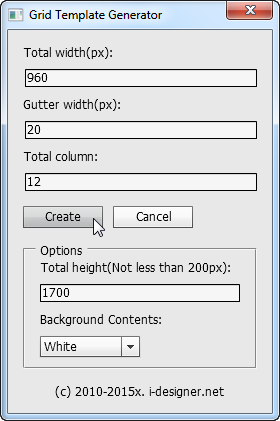 Grid Template Generator
Total width(px):
960
Gutter width(px):
20
Total column:
12
Create Cancel
Options
Total height(Not less than 200px):
1700
Background Contents:
White
(c) 2010-2015x. i-designer.net